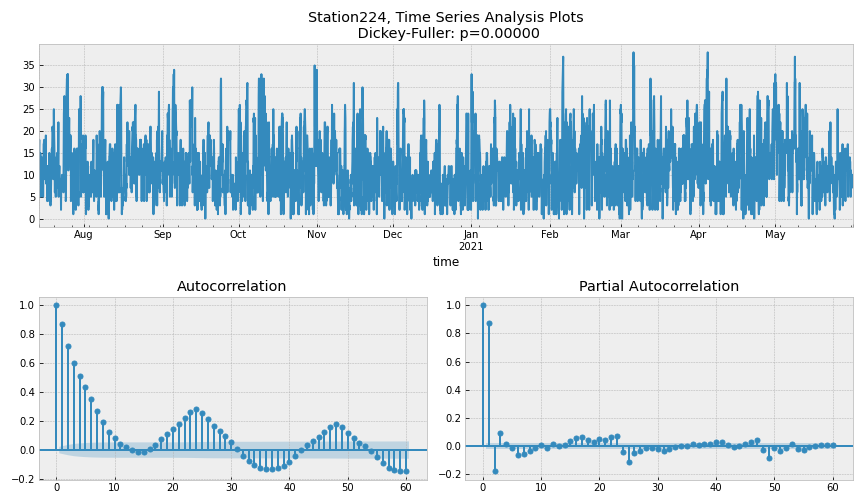 Station224, Time Series Analysis Plots
Dickey-Fuller: p=0.00000
35
30
25
20
15
10
5
0
Aug Sep Oct Nov Dec Jan Feb Mar Apr May
2021
time
Autocorrelation
1.0
0.8
0.6
0.4
0.2
0.0
−0.2
0 10 20 30 40 50 60
Partial Autocorrelation
1.0
0.8
0.6
0.4
0.2
0.0
−0.2
0 10 20 30 40 50 60